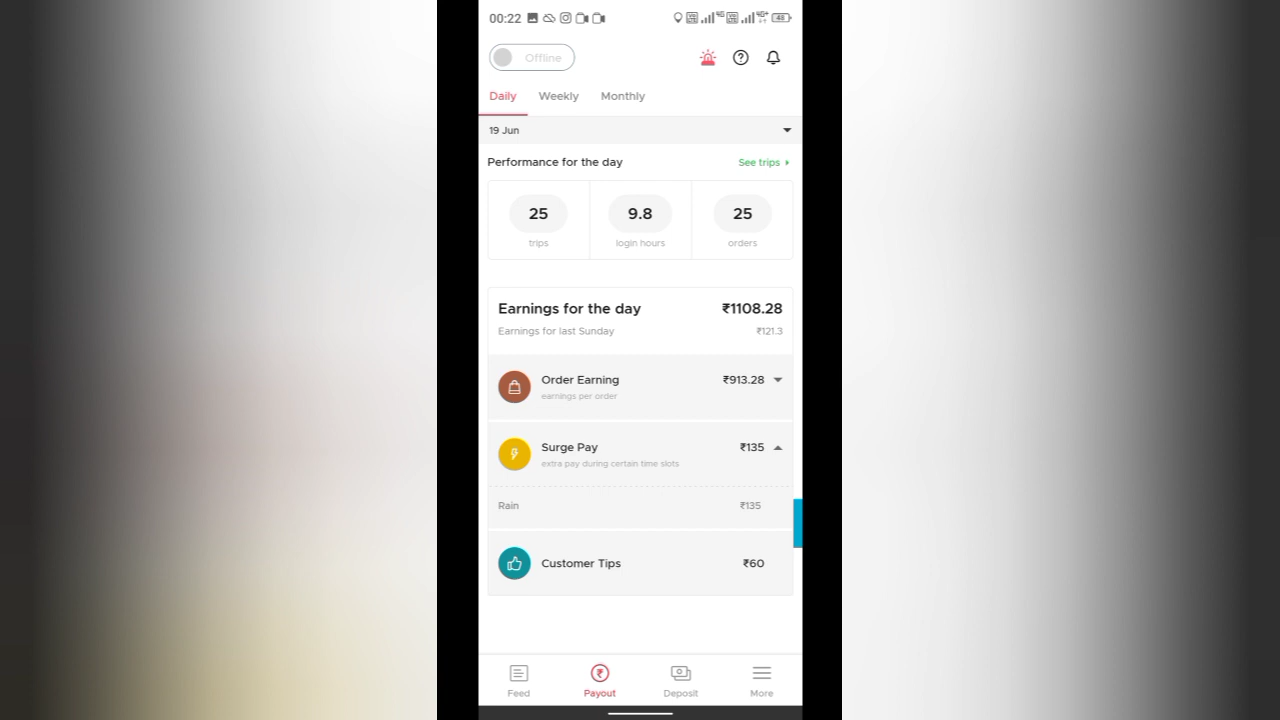 00:22
48
Offline
Daily Weekly Monthly
19 Jun
Performance for the day See trips
25 9.8 25
trips login hours orders
Earnings for the day ₹1108.28
Earnings for last Sunday ₹121.3
Order Earning ₹913.28
earnings per order
Surge Pay ₹135
extra pay during certain time slots
Rain ₹135
Customer Tips ₹60
Feed Payout Deposit More